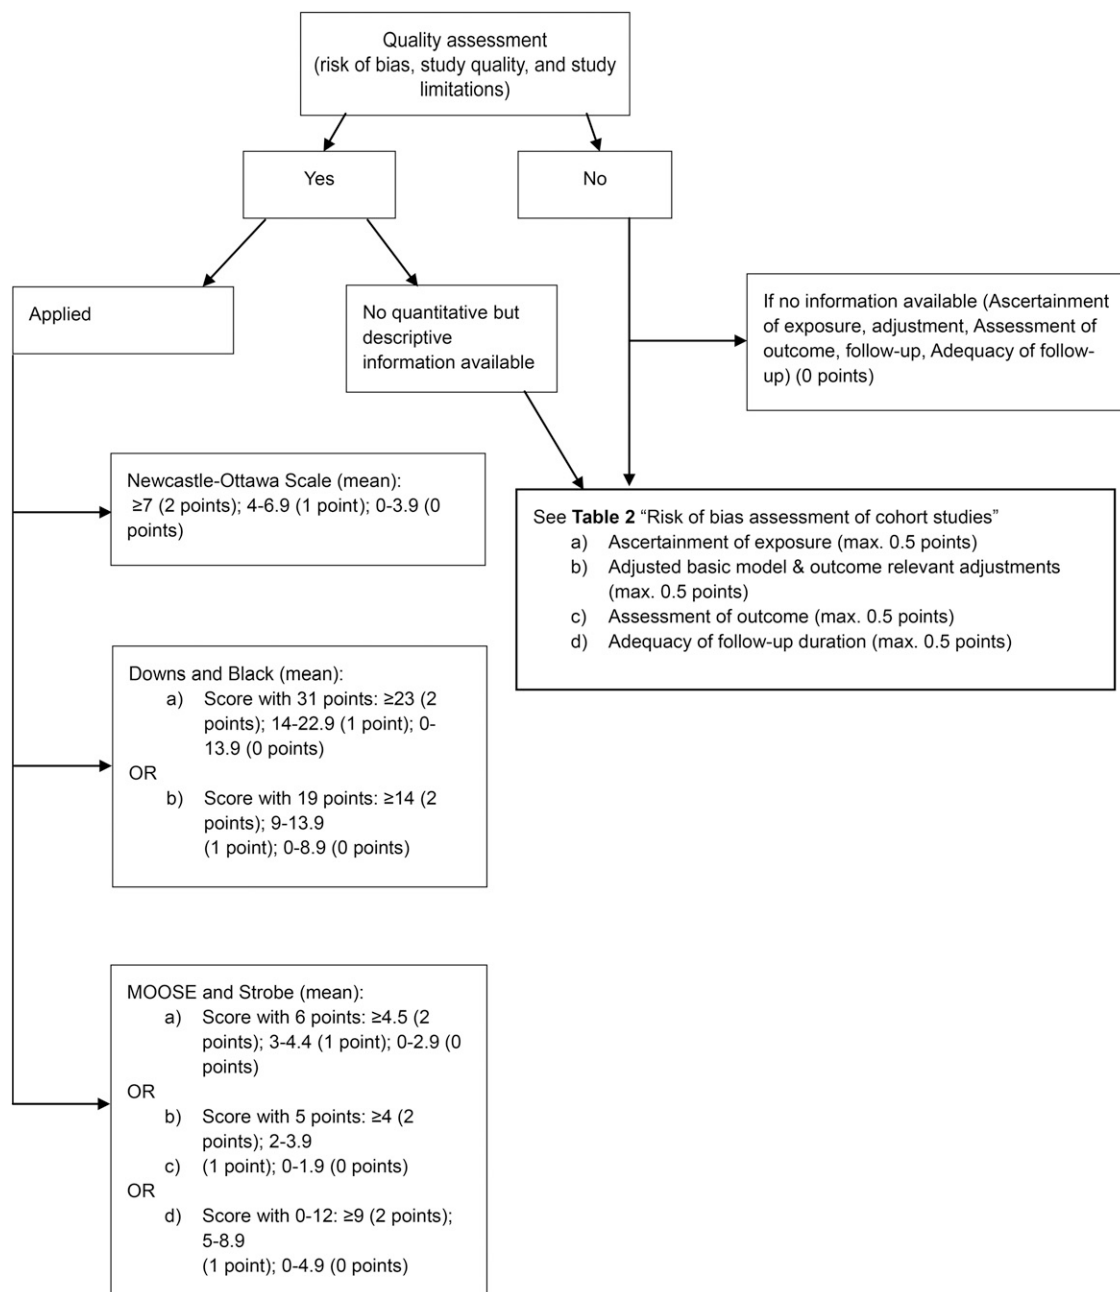 Quality assessment
(risk of bias, study quality, and study
limitations)
Yes
No
Applied
No quantitative but
descriptive
information available
If no information available (Ascertainment
of exposure, adjustment, Assessment of
outcome, follow-up, Adequacy of follow-
up) (0 points)
Newcastle-Ottawa Scale (mean):
≥7 (2 points); 4-6.9 (1 point); 0-3.9 (0
points)
See Table 2 “Risk of bias assessment of cohort studies”
a) Ascertainment of exposure (max. 0.5 points)
b) Adjusted basic model & outcome relevant adjustments
(max. 0.5 points)
c) Assessment of outcome (max. 0.5 points)
d) Adequacy of follow-up duration (max. 0.5 points)
Downs and Black (mean):
a) Score with 31 points: ≥23 (2
points); 14-22.9 (1 point); 0-
13.9 (0 points)
OR
b) Score with 19 points: ≥14 (2
points); 9-13.9
(1 point); 0-8.9 (0 points)
MOOSE and Strobe (mean):
a) Score with 6 points: ≥4.5 (2
points); 3-4.4 (1 point); 0-2.9 (0
points)
OR
b) Score with 5 points: ≥4 (2
points); 2-3.9
c) (1 point); 0-1.9 (0 points)
OR
d) Score with 0-12: ≥9 (2 points);
5-8.9
(1 point); 0-4.9 (0 points)